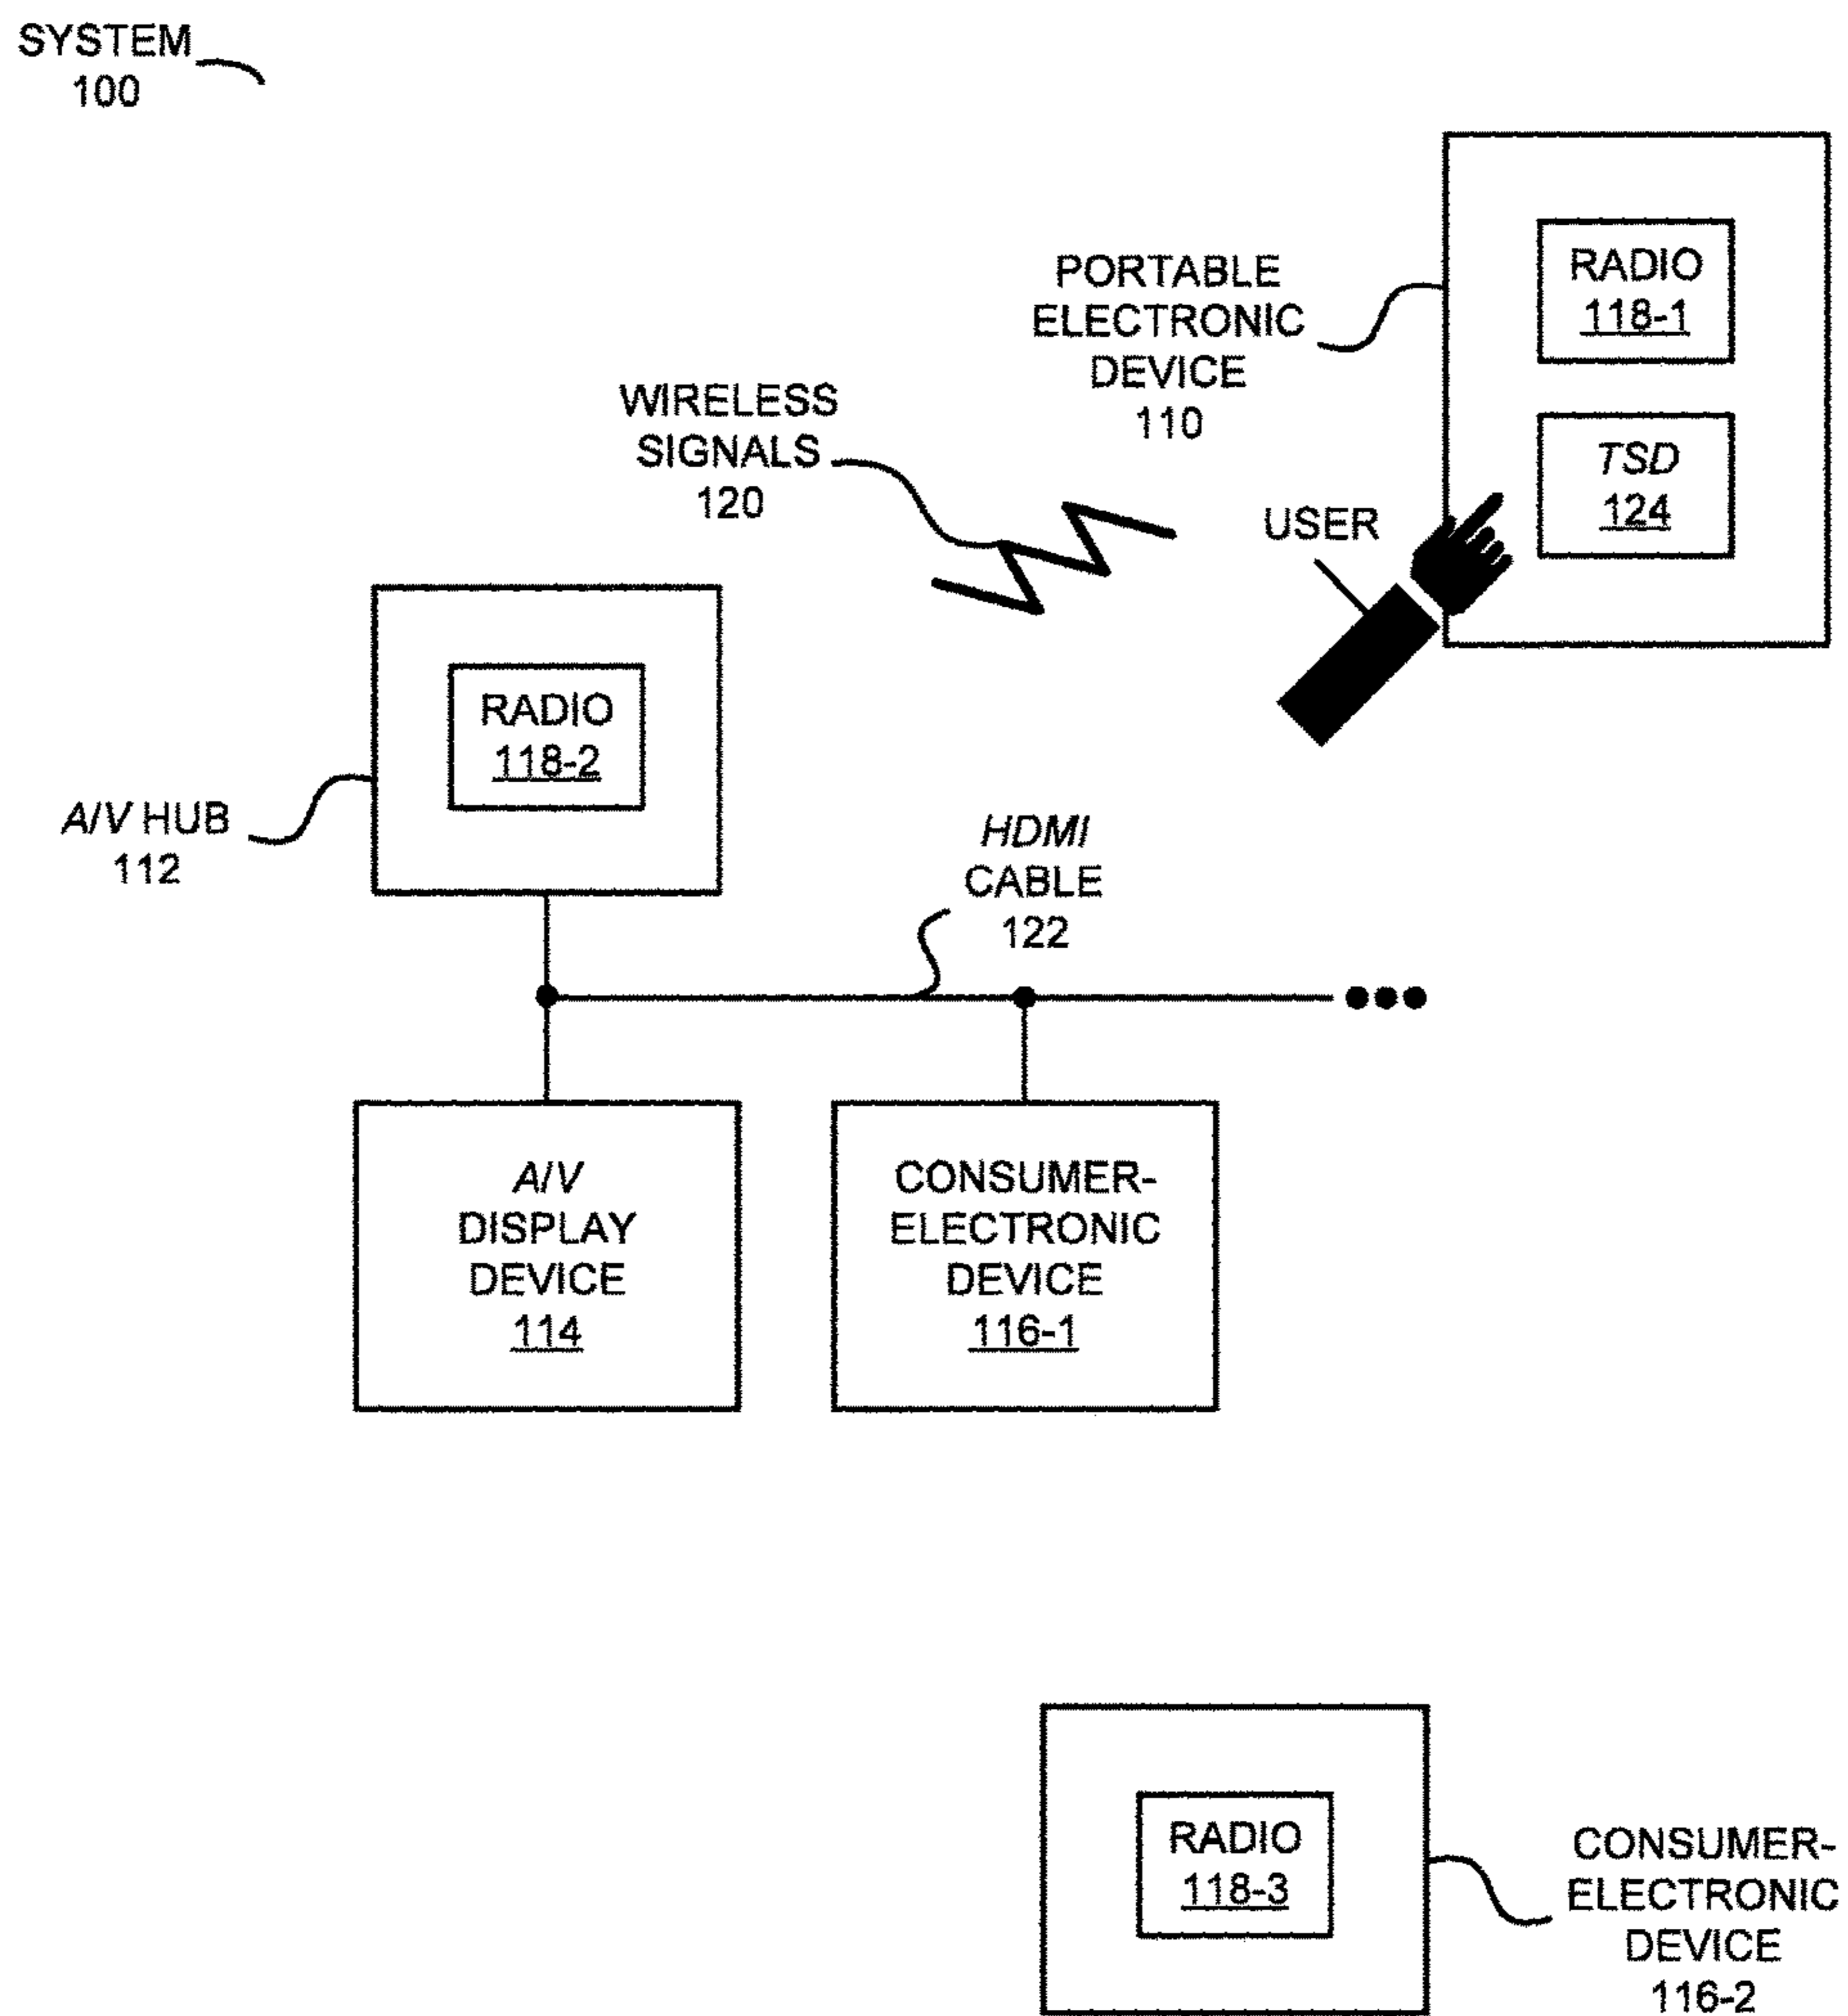 SYSTEM
100
PORTABLE
ELECTRONIC
DEVICE
110
RADIO
118-1
TSD
124
WIRELESS
SIGNALS
120
USER
RADIO
118-2
A/V HUB
112
HDMI
CABLE
122
A/V
DISPLAY
DEVICE
114
CONSUMER-
ELECTRONIC
DEVICE
116-1
RADIO
118-3
CONSUMER-
ELECTRONIC
DEVICE
116-2